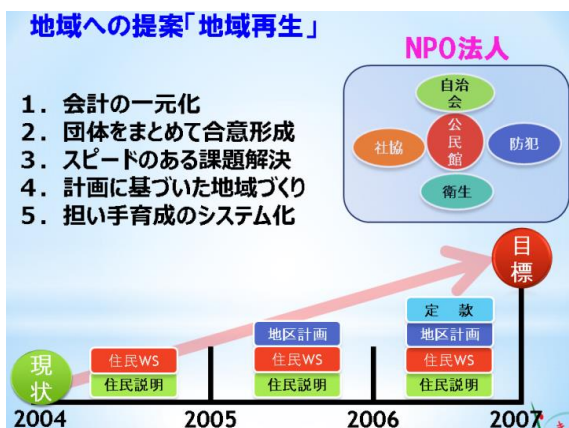 地域への提案「地域再生」
NPO法人
1. 会計の一元化
2. 団体をまとめて合意形成
3. スピードのある課題解決
4. 計画に基づいた地域づくり
5. 担い手育成のシステム化
自治
会
社協
公
民
館
防犯
衛生
目
標
定 款
地区計画
地区計画
住民WS
住民WS
住民WS
住民説明
住民説明
住民説明
現
状
2004
2005
2006
2007